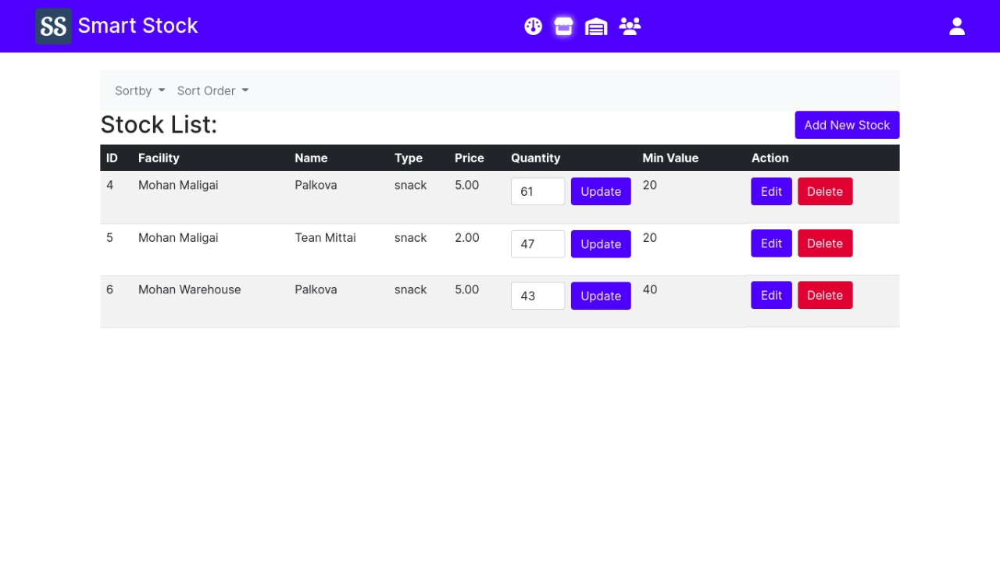 SS Smart Stock
Sortby Sort Order
Stock List:
Add New Stock
ID Facility Name Type Price Quantity Min Value Action
4 Mohan Maligai Palkova snack 5.00 61 Update 20 Edit Delete
5 Mohan Maligai Tean Mittai snack 2.00 47 Update 20 Edit Delete
6 Mohan Warehouse Palkova snack 5.00 43 Update 40 Edit Delete